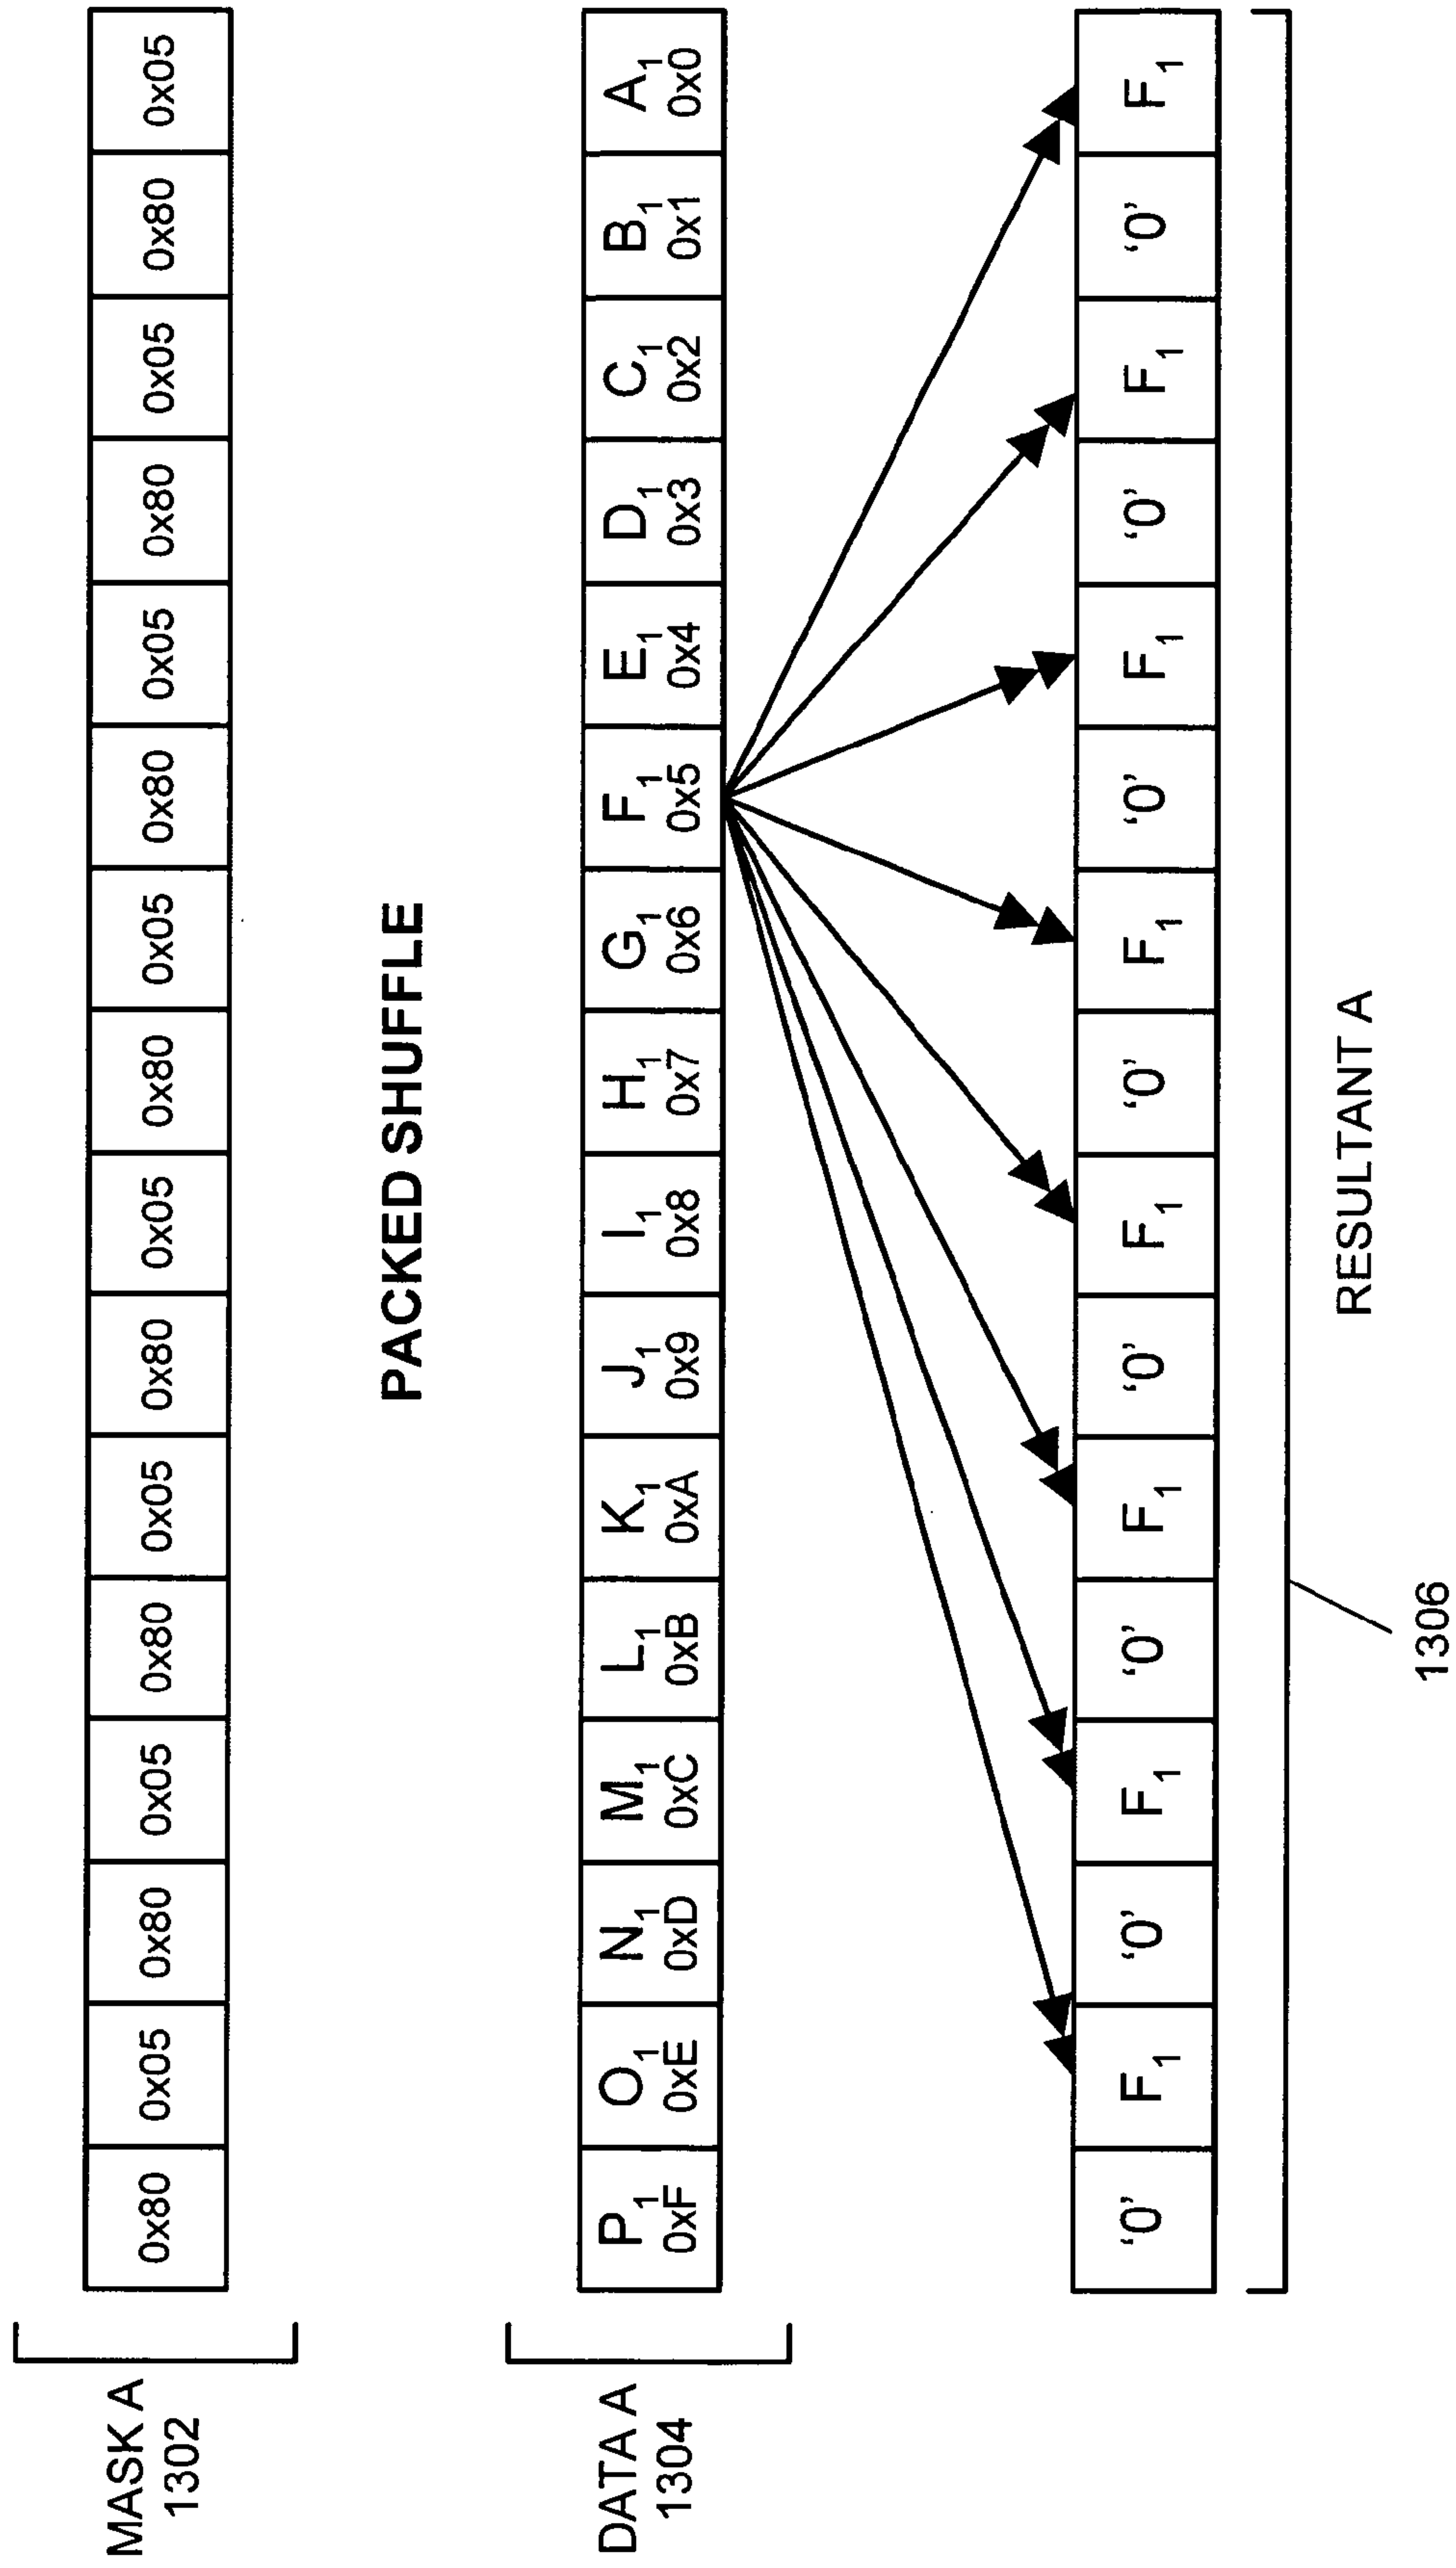 MASK A
1302
0x80 0x05 0x80 0x05 0x80 0x05 0x80 0x05 0x80 0x05 0x80 0x05 0x80 0x05 0x80 0x05
PACKED SHUFFLE
DATA A
1304
P1 O1 N1 M1 L1 K1 J1 I1 H1 G1 F1 E1 D1 C1 B1 A1
0xF 0xE 0xD 0xC 0xB 0xA 0x9 0x8 0x7 0x6 0x5 0x4 0x3 0x2 0x1 0x0
‘0’ F1 ‘0’ F1 ‘0’ F1 ‘0’ F1 ‘0’ F1 ‘0’ F1 ‘0’ F1 ‘0’ F1
RESULTANT A
1306